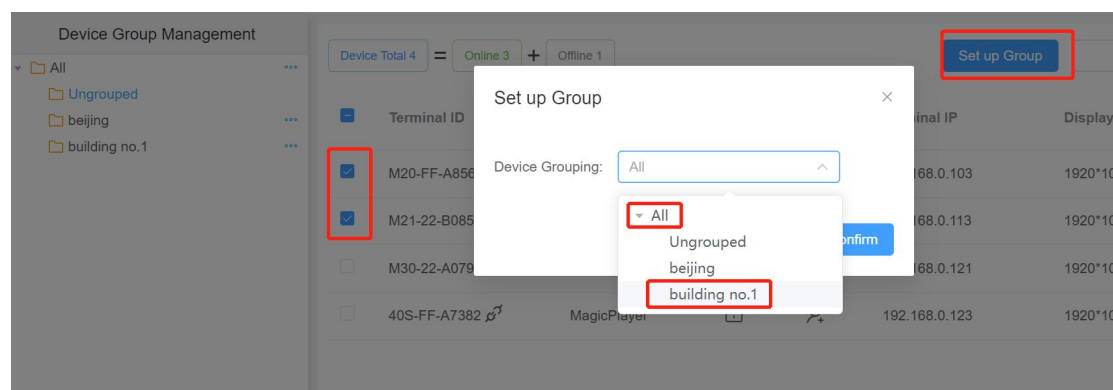 Device Group Management
All
Ungrouped
beijing
building no.1
Device Total 4 = Online 3 + Offline 1
Set up Group
Terminal ID
Display
M20-FF-A856
168.0.103
1920*10
M21-22-B085
168.0.113
1920*10
M30-22-A079
168.0.121
1920*10
40S-FF-A7382
MagicPlayer
192.168.0.123
1920*10
Set up Group
Device Grouping:
All
All
Ungrouped
beijing
building no.1